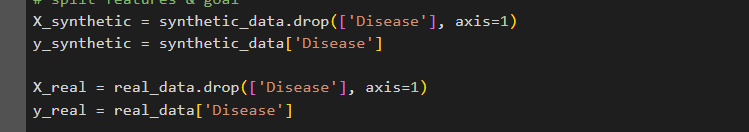 # split features & goal
X_synthetic = synthetic_data.drop(['Disease'], axis=1)
y_synthetic = synthetic_data['Disease']
X_real = real_data.drop(['Disease'], axis=1)
y_real = real_data['Disease']